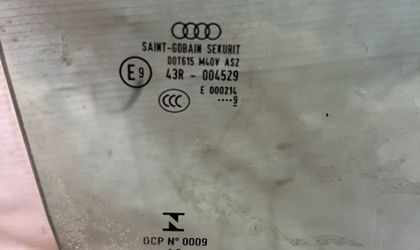 SAINT-GOBAIN SEKURIT
DOT615 M40V AS2
E9 43R - 004529
E 000214
CCC ····9
OCP N° 0009